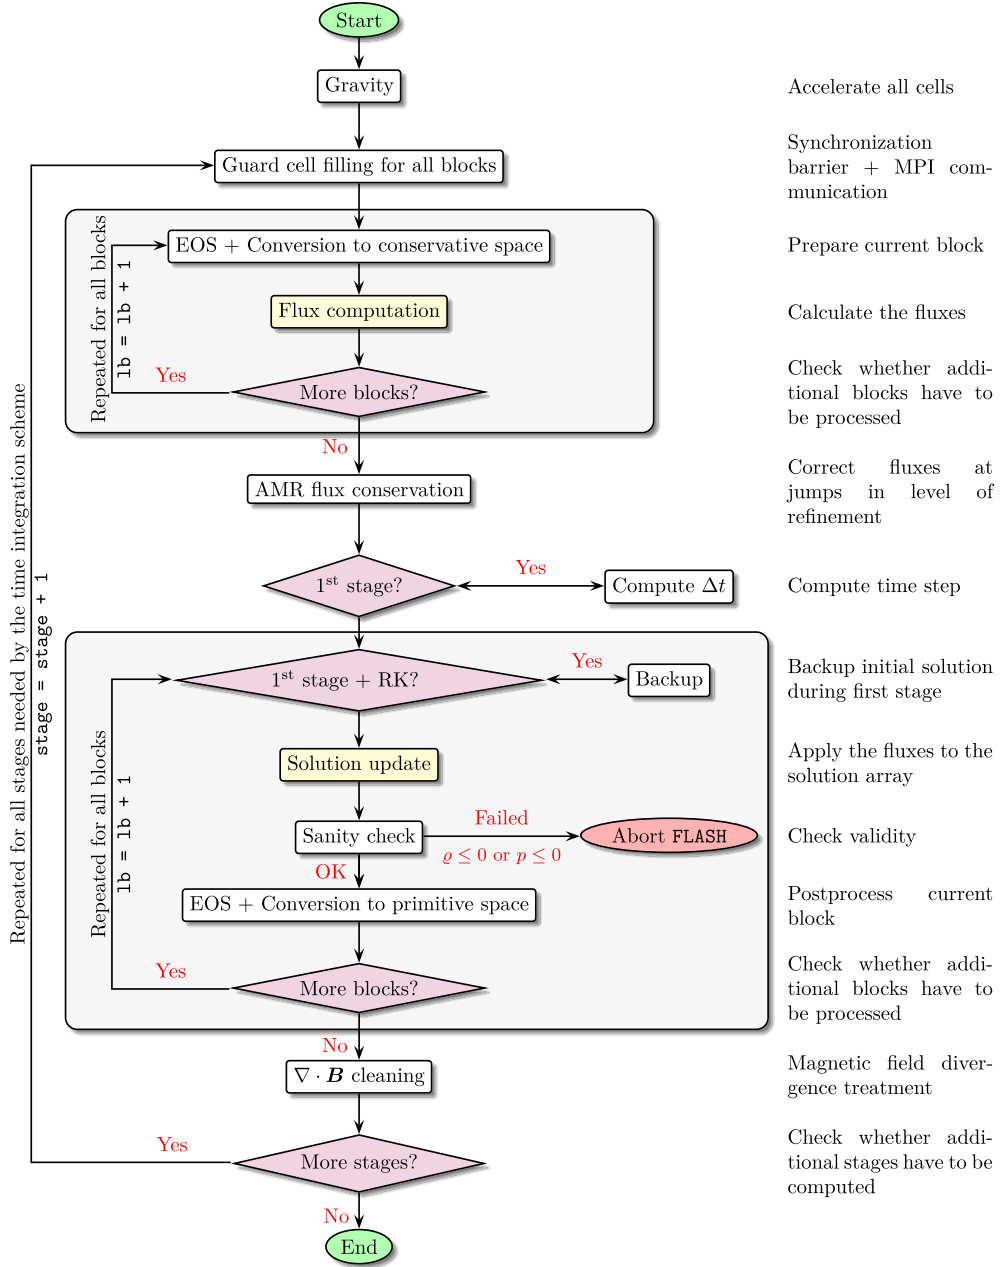 Start
Gravity
Accelerate all cells
Guard cell filling for all blocks
Synchronization
barrier + MPI com-
munication
Repeated for all blocks
lb = lb + 1
EOS + Conversion to conservative space
Prepare current block
Flux computation
Calculate the fluxes
Yes
More blocks?
Check whether addi-
tional blocks have to
be processed
No
AMR flux conservation
Correct fluxes at
jumps in level of
refinement
Repeated for all stages needed by the time integration scheme
stage = stage + 1
1st stage?
Yes
Compute Δt
Compute time step
1st stage + RK?
Yes
Backup
Backup initial solution
during first stage
Repeated for all blocks
lb = lb + 1
Solution update
Apply the fluxes to the
solution array
Sanity check
Failed
ϱ ≤ 0 or p ≤ 0
Abort FLASH
Check validity
OK
EOS + Conversion to primitive space
Postprocess current
block
Yes
More blocks?
Check whether addi-
tional blocks have to
be processed
No
∇ · B cleaning
Magnetic field diver-
gence treatment
Yes
More stages?
Check whether addi-
tional stages have to be
computed
No
End